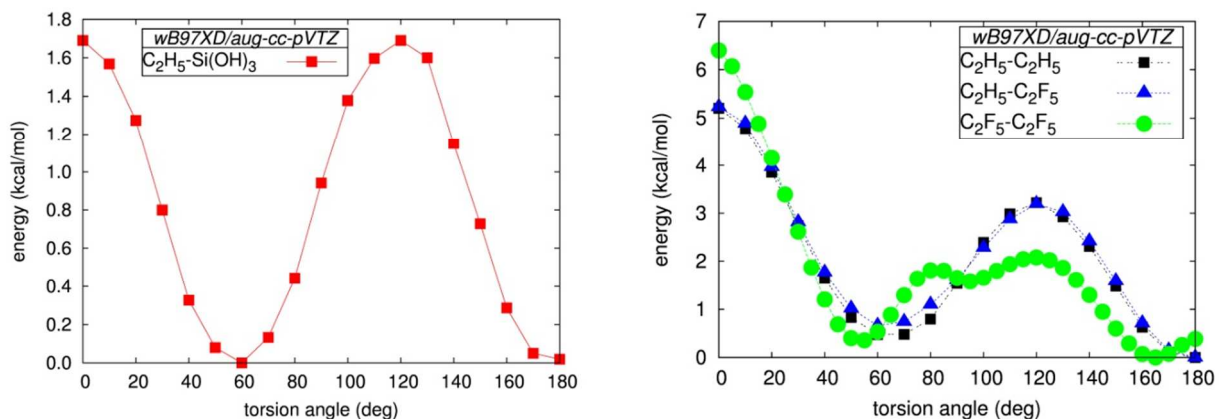 1.8
1.6
1.4
1.2
1.0
0.8
0.6
0.4
0.2
0.0
energy (kcal/mol)
wB97XD/aug-cc-pVTZ
C₂H₅-Si(OH)₃
0 20 40 60 80 100 120 140 160 180
torsion angle (deg)
7
6
5
4
3
2
1
0
energy (kcal/mol)
wB97XD/aug-cc-pVTZ
C₂H₅-C₂H₅
C₂H₅-C₂F₅
C₂F₅-C₂F₅
0 20 40 60 80 100 120 140 160 180
torsion angle (deg)